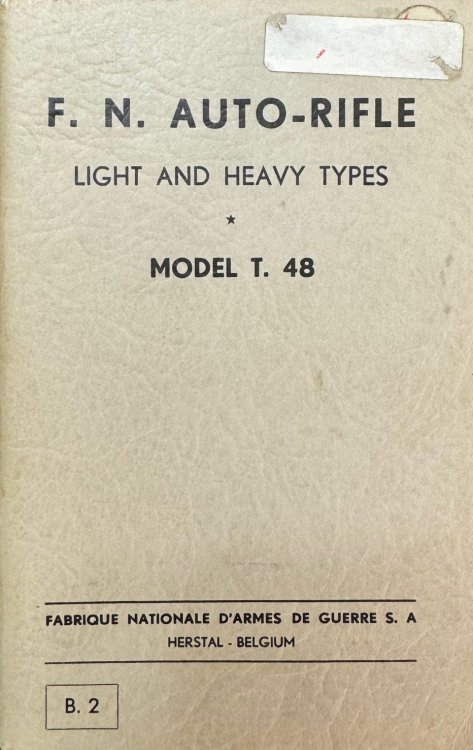 F. N. AUTO-RIFLE
LIGHT AND HEAVY TYPES
★
MODEL T. 48
FABRIQUE NATIONALE D'ARMES DE GUERRE S. A
HERSTAL - BELGIUM
B. 2